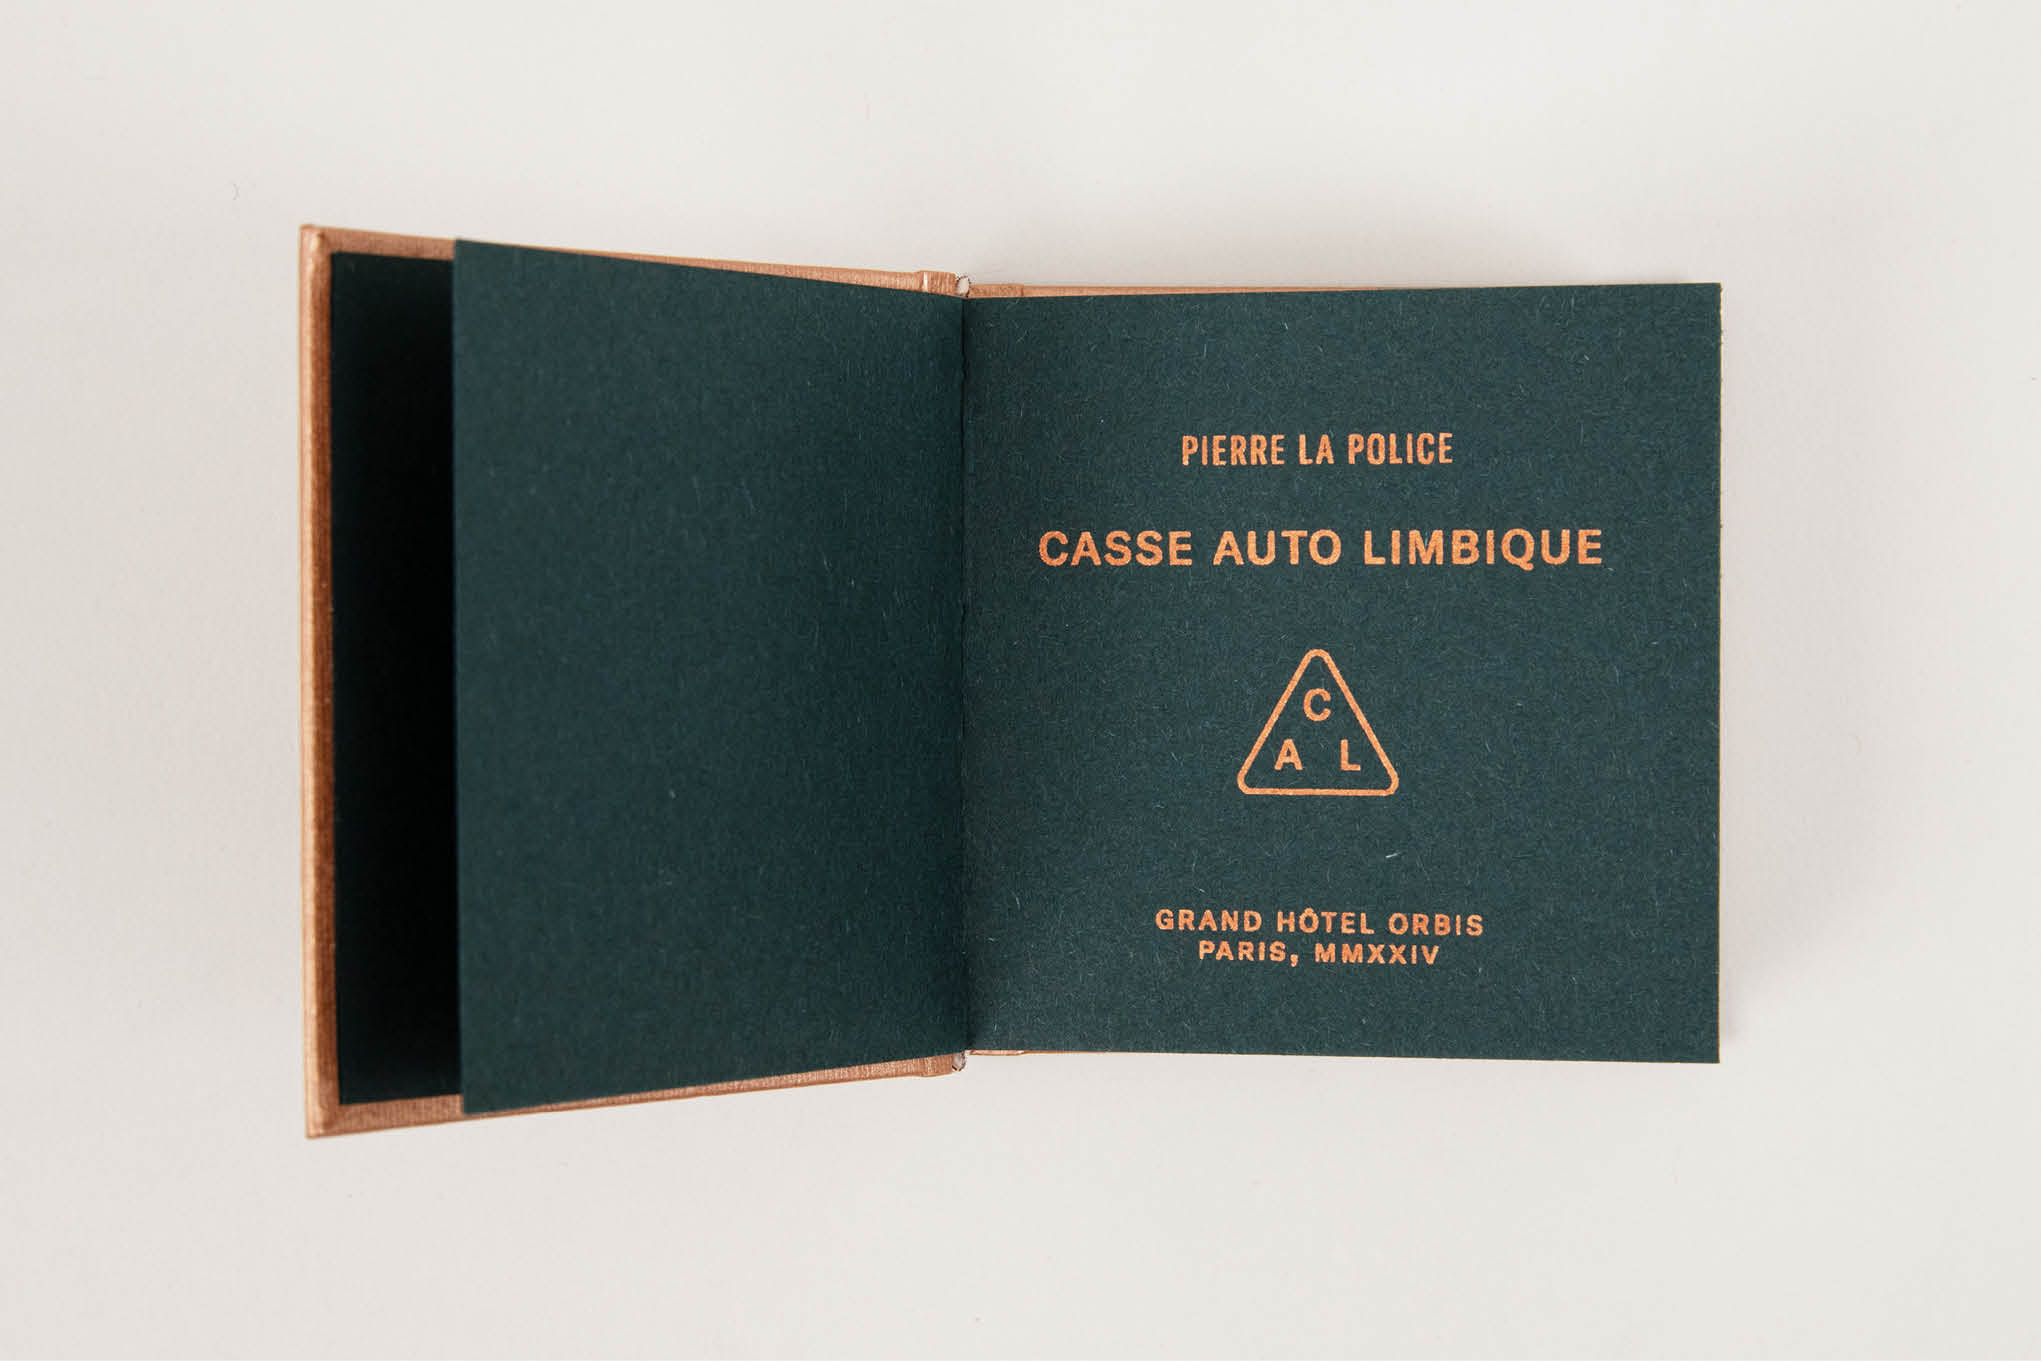 PIERRE LA POLICE
CASSE AUTO LIMBIQUE
C
A L
GRAND HÔTEL ORBIS
PARIS, MMXXIV